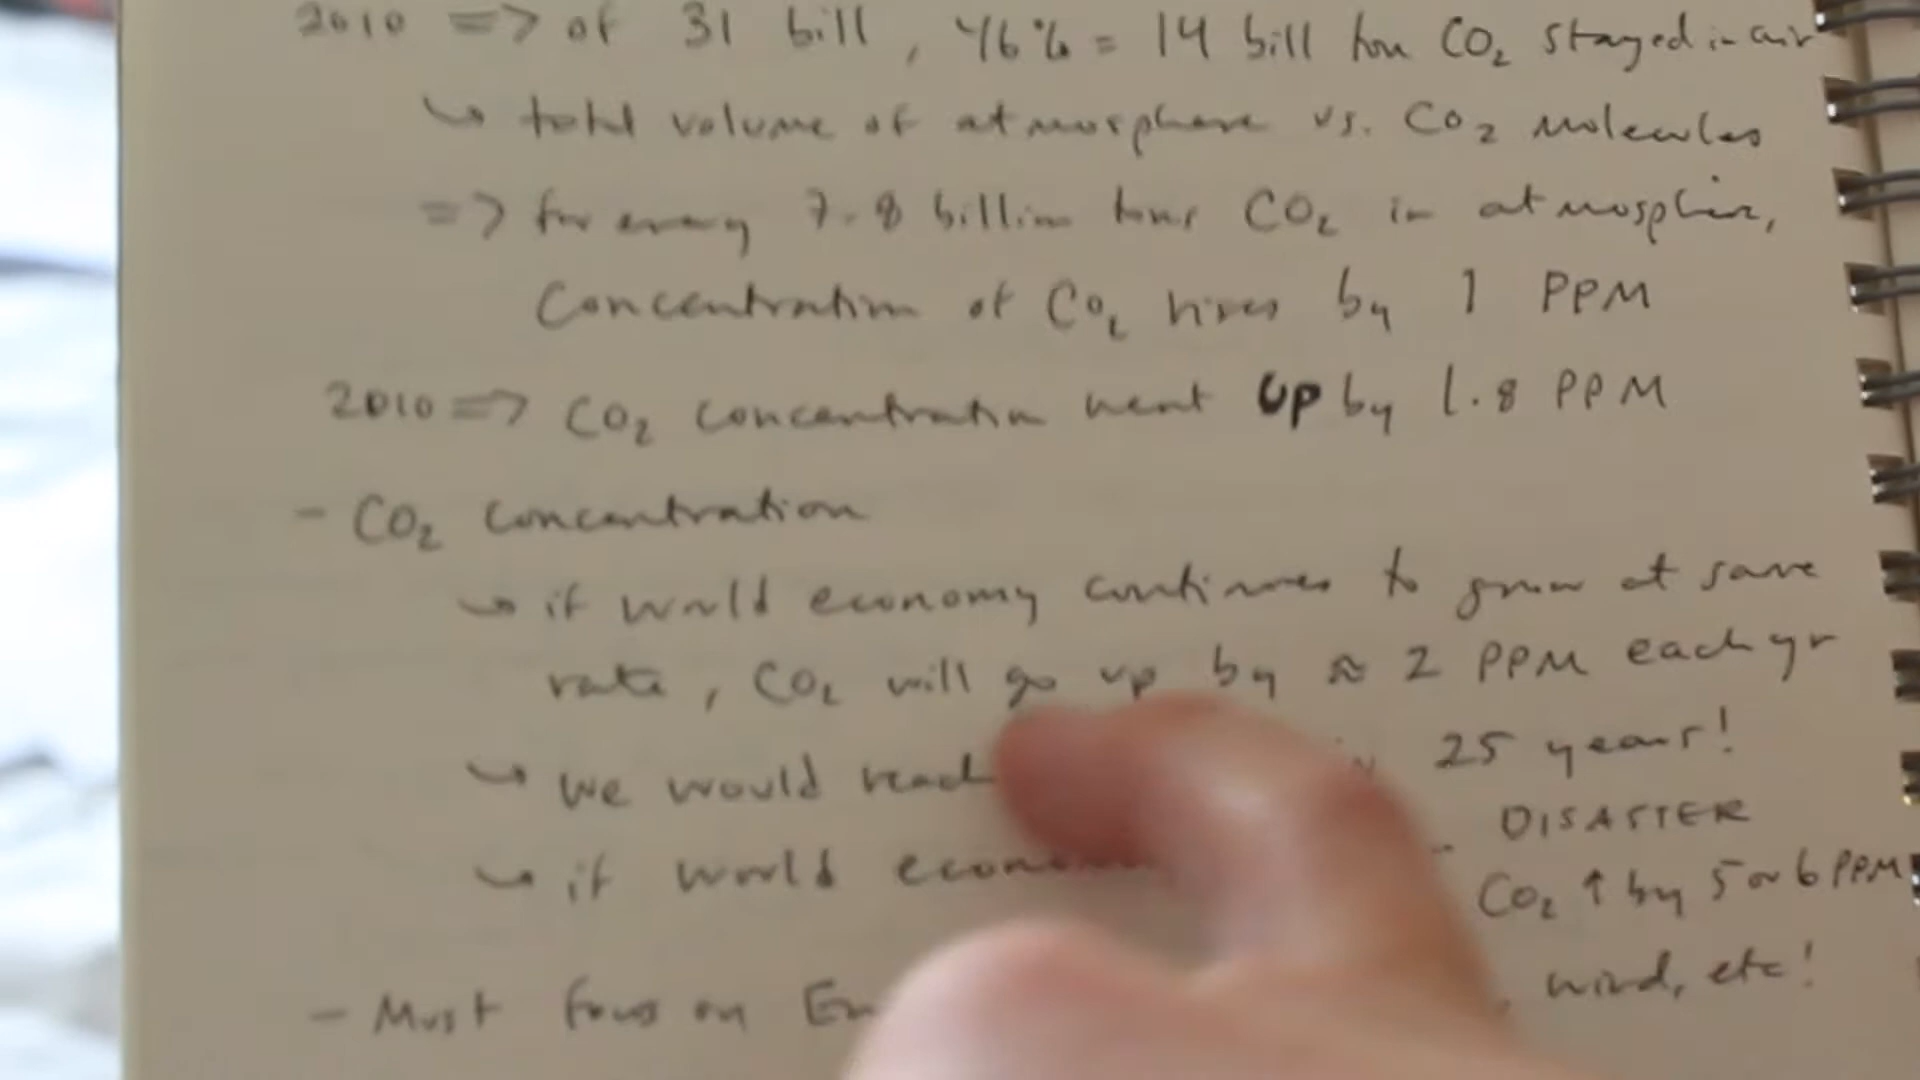 2010 => of 31 bill, 46% = 14 bill ton CO₂ stayed in air
↳ total volume of atmosphere vs. CO₂ molecules
=> for every 7.8 billion tons CO₂ in atmosphere,
Concentration of CO₂ rises by 1 PPM
2010 => CO₂ concentration went UP by 1.8 PPM
- CO₂ concentration
↳ if world economy continues to grow at same
rate, CO₂ will go up by ≈ 2 PPM each yr
↳ we would reach 25 years!
DISASTER
↳ if world CO₂ ↑ by 5 or 6 PPM
- Must focus on wind, etc!